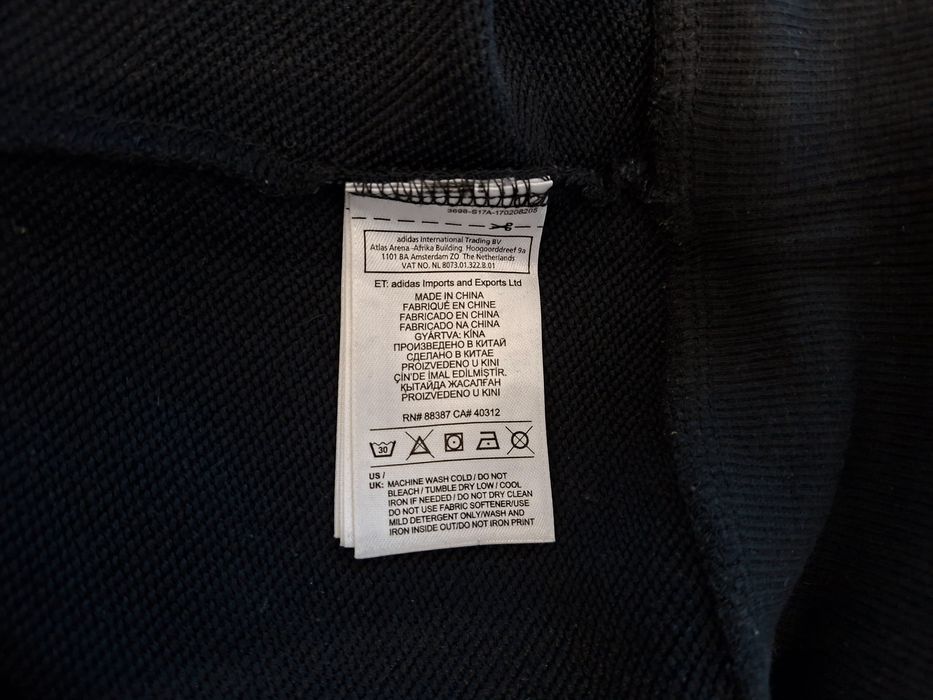 3698-S17A-170208205
adidas International Trading BV
Atlas Arena -Afrika Building Hoogoorddreef 9a
1101 BA Amsterdam ZO The Netherlands
VAT NO. NL 8073.01.322.B.01
ET: adidas Imports and Exports Ltd
MADE IN CHINA
FABRIQUÉ EN CHINE
FABRICADO EN CHINA
FABRICADO NA CHINA
GYÁRTVA: KÍNA
ПРОИЗВЕДЕНО В КИТАЙ
СДЕЛАНО В КИТАЕ
PROIZVEDENO U KINI
ÇİN'DE İMAL EDİLMİŞTİR.
ҚЫТАЙДА ЖАСАЛҒАН
PROIZVEDENO U KINI
RN# 88387 CA# 40312
30
US /
UK: MACHINE WASH COLD / DO NOT
BLEACH / TUMBLE DRY LOW / COOL
IRON IF NEEDED / DO NOT DRY CLEAN
DO NOT USE FABRIC SOFTENER/USE
MILD DETERGENT ONLY/WASH AND
IRON INSIDE OUT/DO NOT IRON PRINT